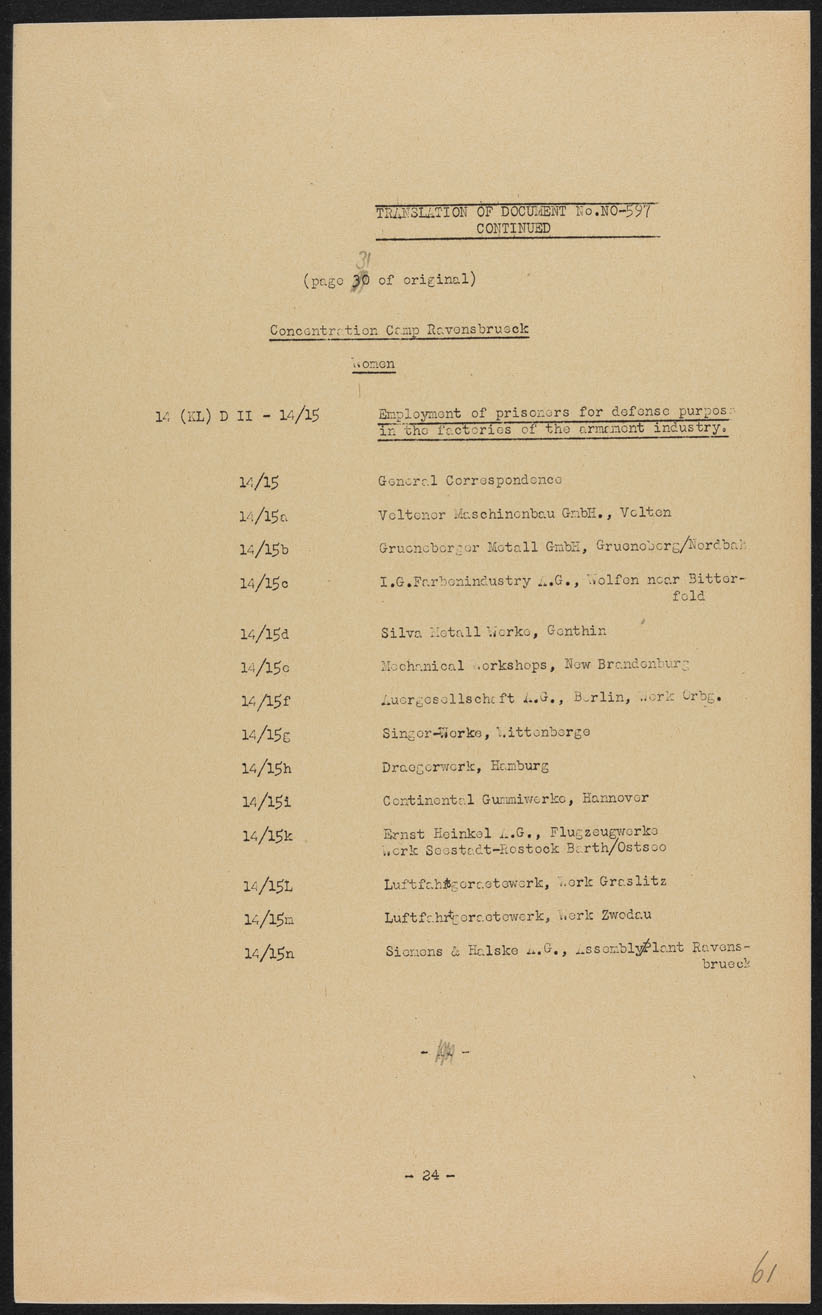 TRANSLATION OF DOCUMENT No.NO-597
CONTINUED
31
(page 30 of original)
Concentration Camp Ravensbrueck
Women
14 (KL) D II - 14/15 Employment of prisoners for defense purpose
in the factories of the armament industry.
14/15 General Correspondence
14/15a Veltener Maschinenbau GmbH., Velten
14/15b Grueneberger Metall GmbH, Grueneberg/Nordbah
14/15c I.G.Farbenindustry A.G., Wolfen near Bitter-
feld
14/15d Silva Metall Werke, Genthin
14/15e Mechanical Workshops, New Brandenburg
14/15f Auergesellschaft A.G., Berlin, Werk Orbg.
14/15g Singer-Werke, Wittenberge
14/15h Draegerwerk, Hamburg
14/15i Continental Gummiwerke, Hannover
14/15k Ernst Heinkel A.G., Flugzeugwerke
Werk Seestadt-Rostock Barth/Ostsee
14/15L Luftfahrtgeraetewerk, Werk Graslitz
14/15m Luftfahrtgeraetewerk, Werk Zwodau
14/15n Siemens & Halske A.G., Assembly Plant Ravens-
brueck
- 24 -
61